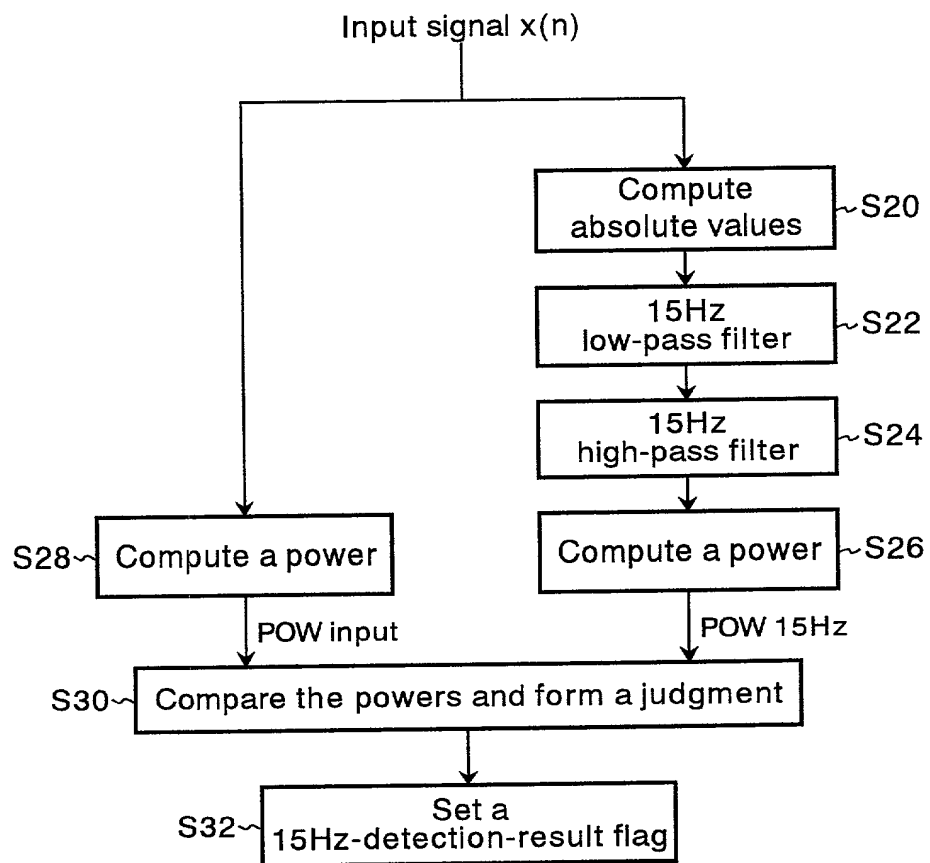 Input signal x(n)
Compute
absolute values
S20
15Hz
low-pass filter
S22
15Hz
high-pass filter
S24
S28
Compute a power
Compute a power
S26
POW input
POW 15Hz
S30
Compare the powers and form a judgment
S32
Set a
15Hz-detection-result flag